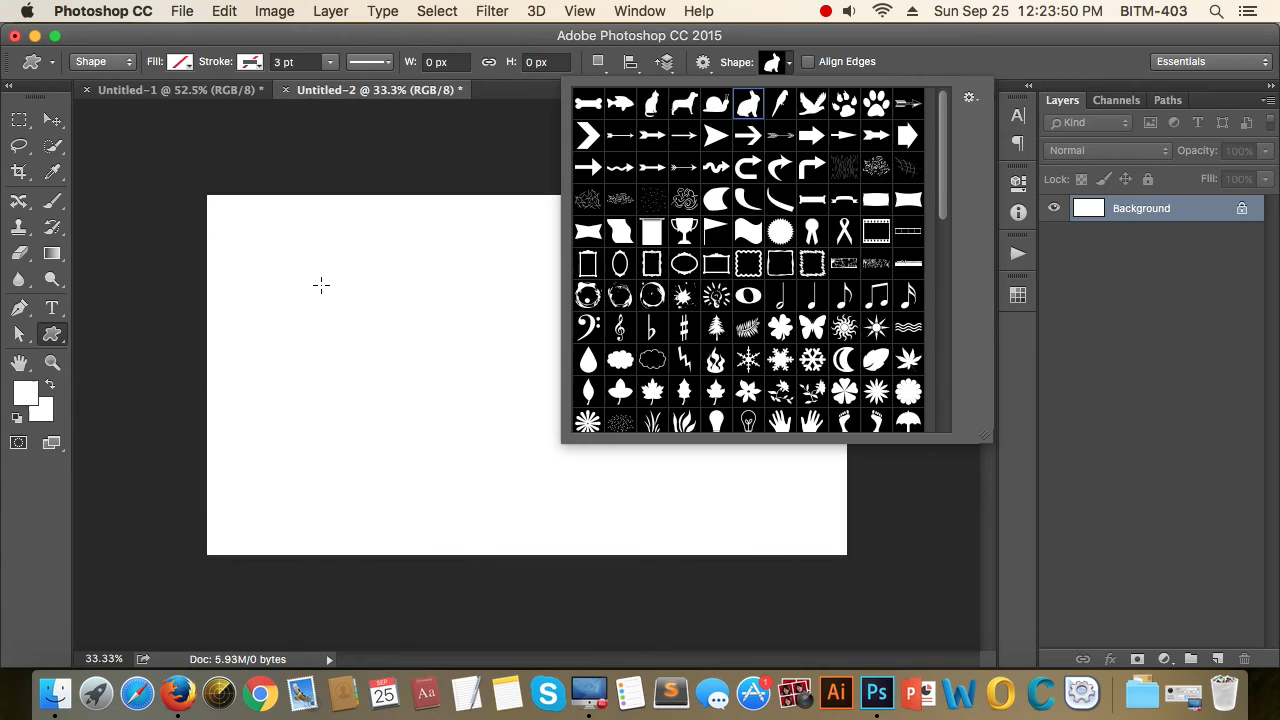 Photoshop CC File Edit Image Layer Type Select Filter 3D View Window Help Sun Sep 25 12:23:50 PM BITM-403
Adobe Photoshop CC 2015
Shape Fill: Stroke: 3 pt W: 0 px H: 0 px Shape: Align Edges Essentials
Untitled-1 @ 52.5% (RGB/8) * Untitled-2 @ 33.3% (RGB/8) *
Layers Channels Paths
Kind
Normal Opacity: 100%
Lock: Fill: 100%
Background
33.33% Doc: 5.93M/0 bytes